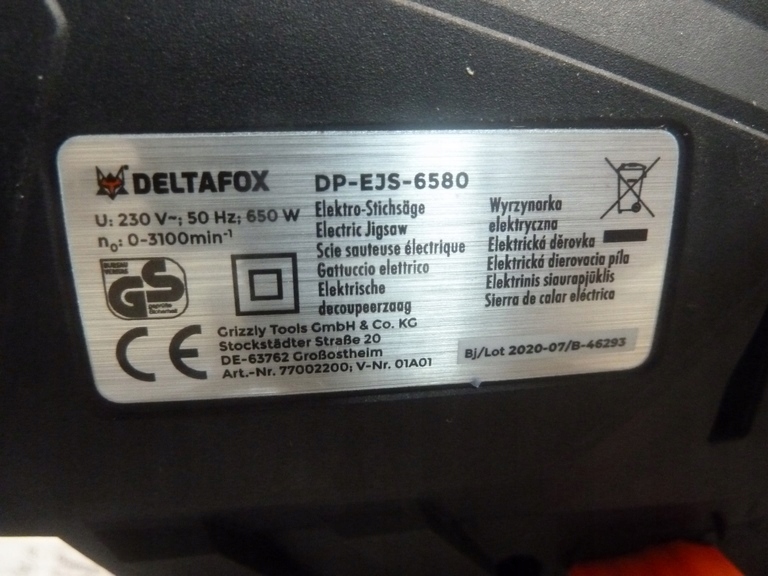 DELTAFOX
DP-EJS-6580
U: 230 V~; 50 Hz; 650 W
n₀: 0-3100min⁻¹
GS
geprüfte
Sicherheit
Elektro-Stichsäge
Electric Jigsaw
Scie sauteuse électrique
Gattuccio elettrico
Elektrische
decoupeerzaag
Wyrzynarka
elektryczna
Elektrická děrovka
Elektrická dierovacia píla
Elektrinis siaurapjūklis
Sierra de calar eléctrica
CE
Grizzly Tools GmbH & Co. KG
Stockstädter Straße 20
DE-63762 Großostheim
Art.-Nr. 77002200; V-Nr. 01A01
Bj/Lot 2020-07/B-46293